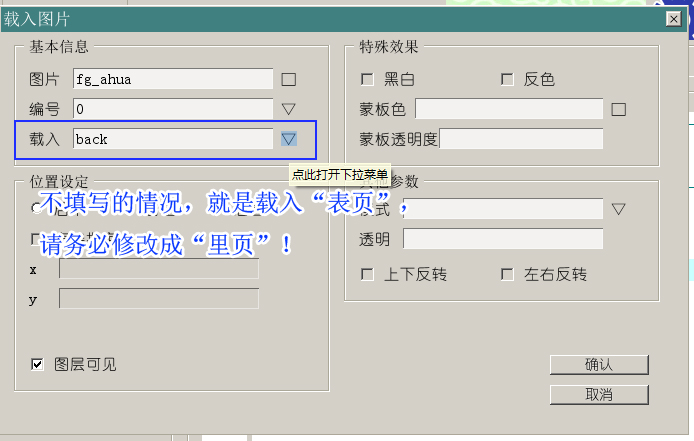 载入图片
基本信息
图片 fg_ahua
编号 0
载入 back
点此打开下拉菜单
位置设定
不填写的情况，就是载入“表页”，
请务必修改成“里页”！
x
y
图层可见
特殊效果
黑白 反色
蒙板色
蒙板透明度
参数
式
透明
上下反转 左右反转
确认
取消